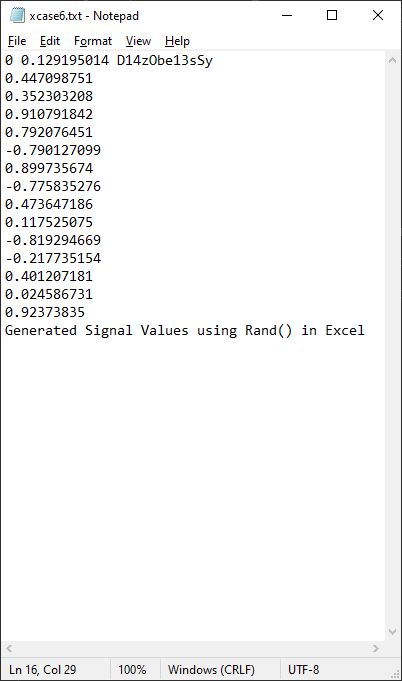 xcase6.txt - Notepad
File Edit Format View Help
0 0.129195014 D14zObe13sSy
0.447098751
0.352303208
0.910791842
0.792076451
-0.790127099
0.899735674
-0.775835276
0.473647186
0.117525075
-0.819294669
-0.217735154
0.401207181
0.024586731
0.92373835
Generated Signal Values using Rand() in Excel
Ln 16, Col 29 100% Windows (CRLF) UTF-8